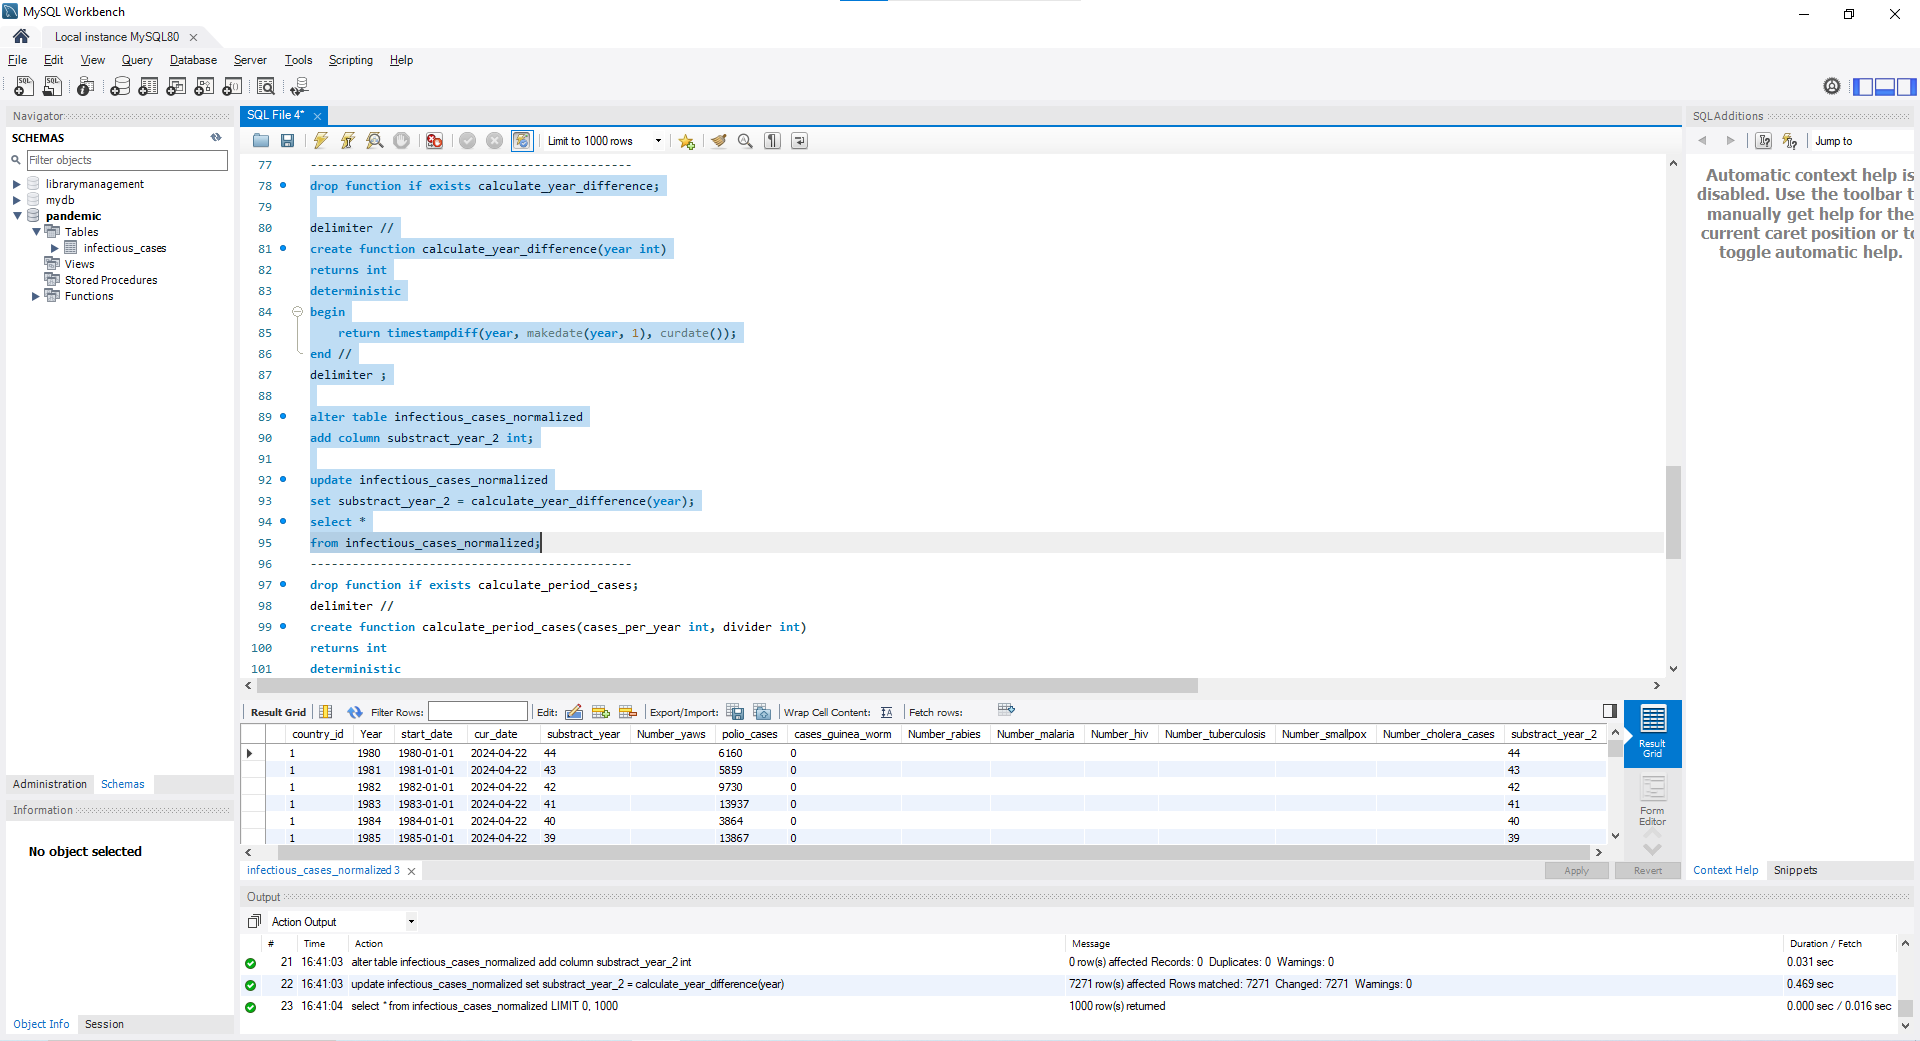 MySQL Workbench
Local instance MySQL80
File Edit View Query Database Server Tools Scripting Help
Navigator
SCHEMAS
Filter objects
librarymanagement
mydb
pandemic
Tables
infectious_cases
Views
Stored Procedures
Functions
Administration Schemas
Information
No object selected
Object Info Session
SQL File 4*
Limit to 1000 rows
77 ----------------------------------------------
78 drop function if exists calculate_year_difference;
79
80 delimiter //
81 create function calculate_year_difference(year int)
82 returns int
83 deterministic
84 begin
85 return timestampdiff(year, makedate(year, 1), curdate());
86 end //
87 delimiter ;
88
89 alter table infectious_cases_normalized
90 add column substract_year_2 int;
91
92 update infectious_cases_normalized
93 set substract_year_2 = calculate_year_difference(year);
94 select *
95 from infectious_cases_normalized;
96 ----------------------------------------------
97 drop function if exists calculate_period_cases;
98 delimiter //
99 create function calculate_period_cases(cases_per_year int, divider int)
100 returns int
101 deterministic
Result Grid Filter Rows: Edit: Export/Import: Wrap Cell Content: Fetch rows:
country_id Year start_date cur_date substract_year Number_yaws polio_cases cases_guinea_worm Number_rabies Number_malaria Number_hiv Number_tuberculosis Number_smallpox Number_cholera_cases substract_year_2
1 1980 1980-01-01 2024-04-22 44 6160 0 44
1 1981 1981-01-01 2024-04-22 43 5859 0 43
1 1982 1982-01-01 2024-04-22 42 9730 0 42
1 1983 1983-01-01 2024-04-22 41 13937 0 41
1 1984 1984-01-01 2024-04-22 40 3864 0 40
1 1985 1985-01-01 2024-04-22 39 13867 0 39
Result
Grid
Form
Editor
infectious_cases_normalized 3
Apply Revert
Output
Action Output
# Time Action Message Duration / Fetch
21 16:41:03 alter table infectious_cases_normalized add column substract_year_2 int 0 row(s) affected Records: 0 Duplicates: 0 Warnings: 0 0.031 sec
22 16:41:03 update infectious_cases_normalized set substract_year_2 = calculate_year_difference(year) 7271 row(s) affected Rows matched: 7271 Changed: 7271 Warnings: 0 0.469 sec
23 16:41:04 select * from infectious_cases_normalized LIMIT 0, 1000 1000 row(s) returned 0.000 sec / 0.016 sec
SQLAdditions
Jump to
Automatic context help is
disabled. Use the toolbar t
manually get help for the
current caret position or to
toggle automatic help.
Context Help Snippets